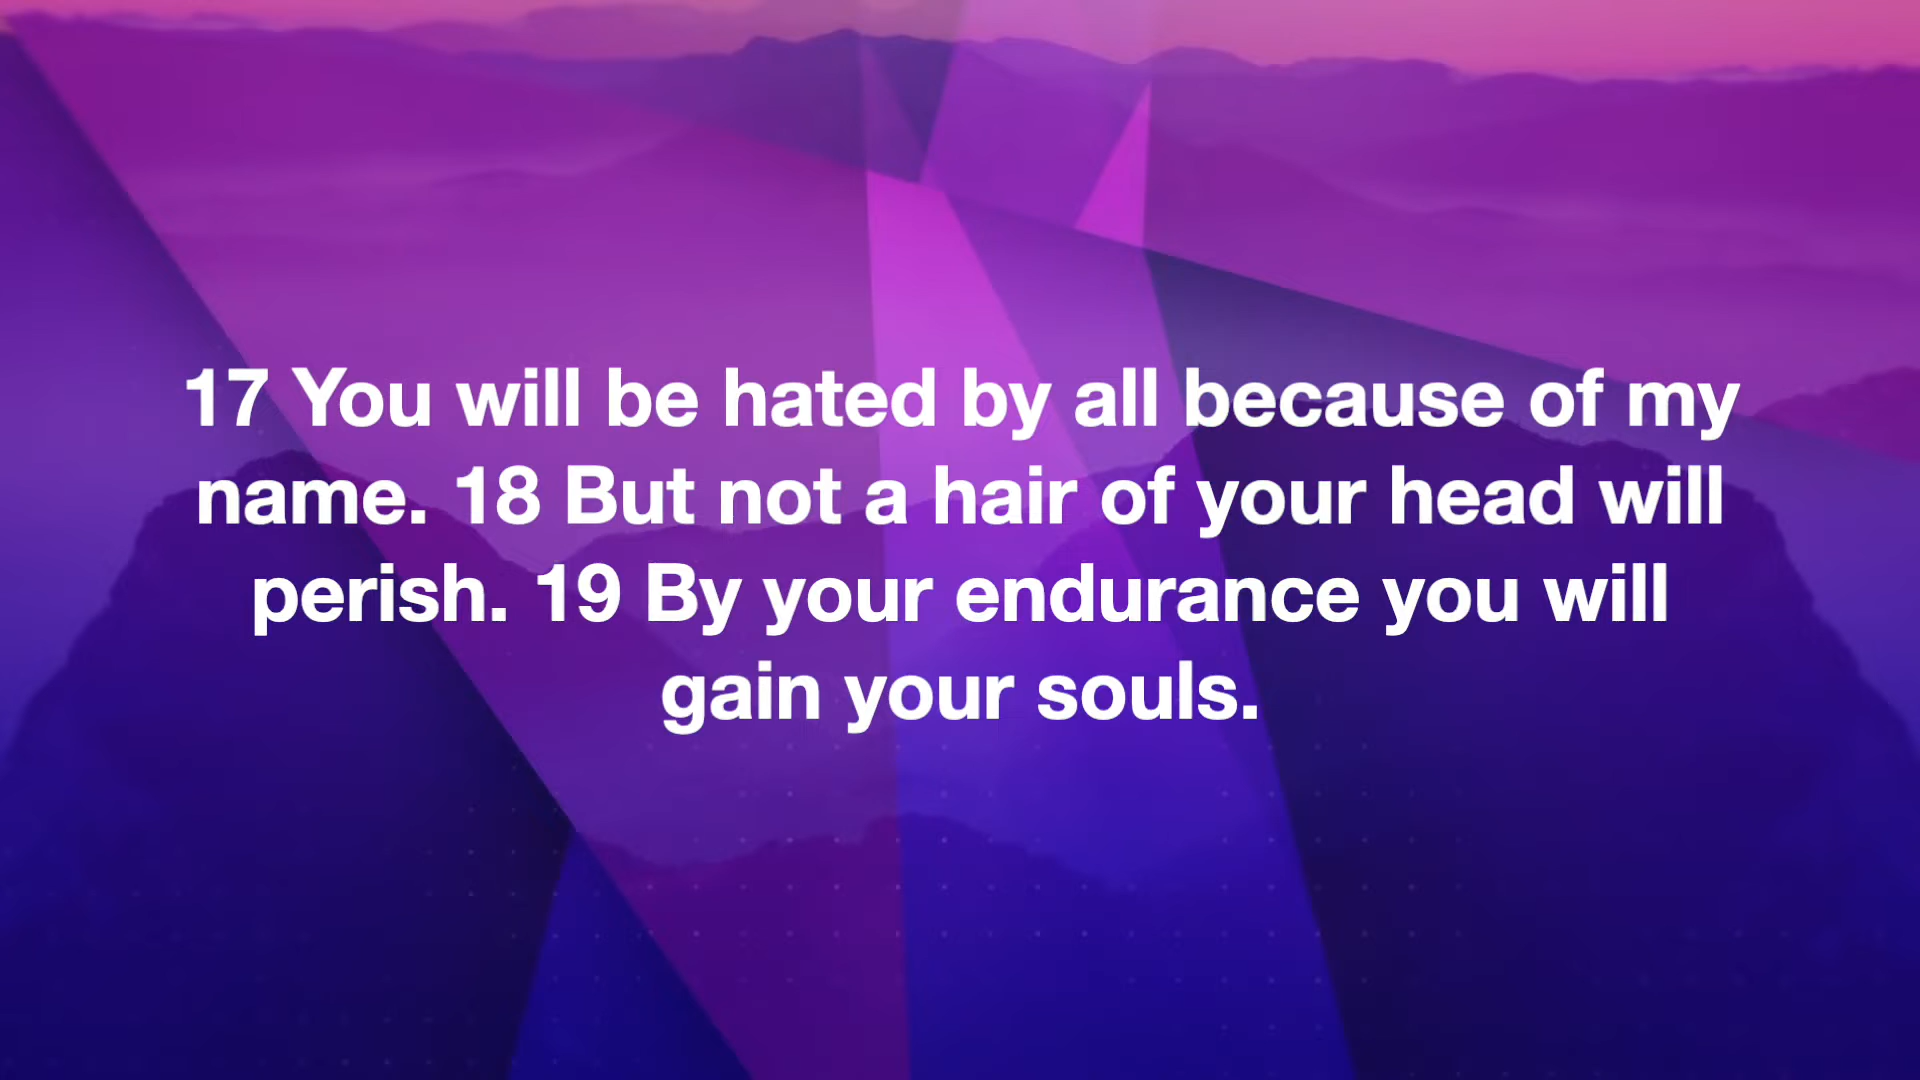 17 You will be hated by all because of my
name. 18 But not a hair of your head will
perish. 19 By your endurance you will
gain your souls.